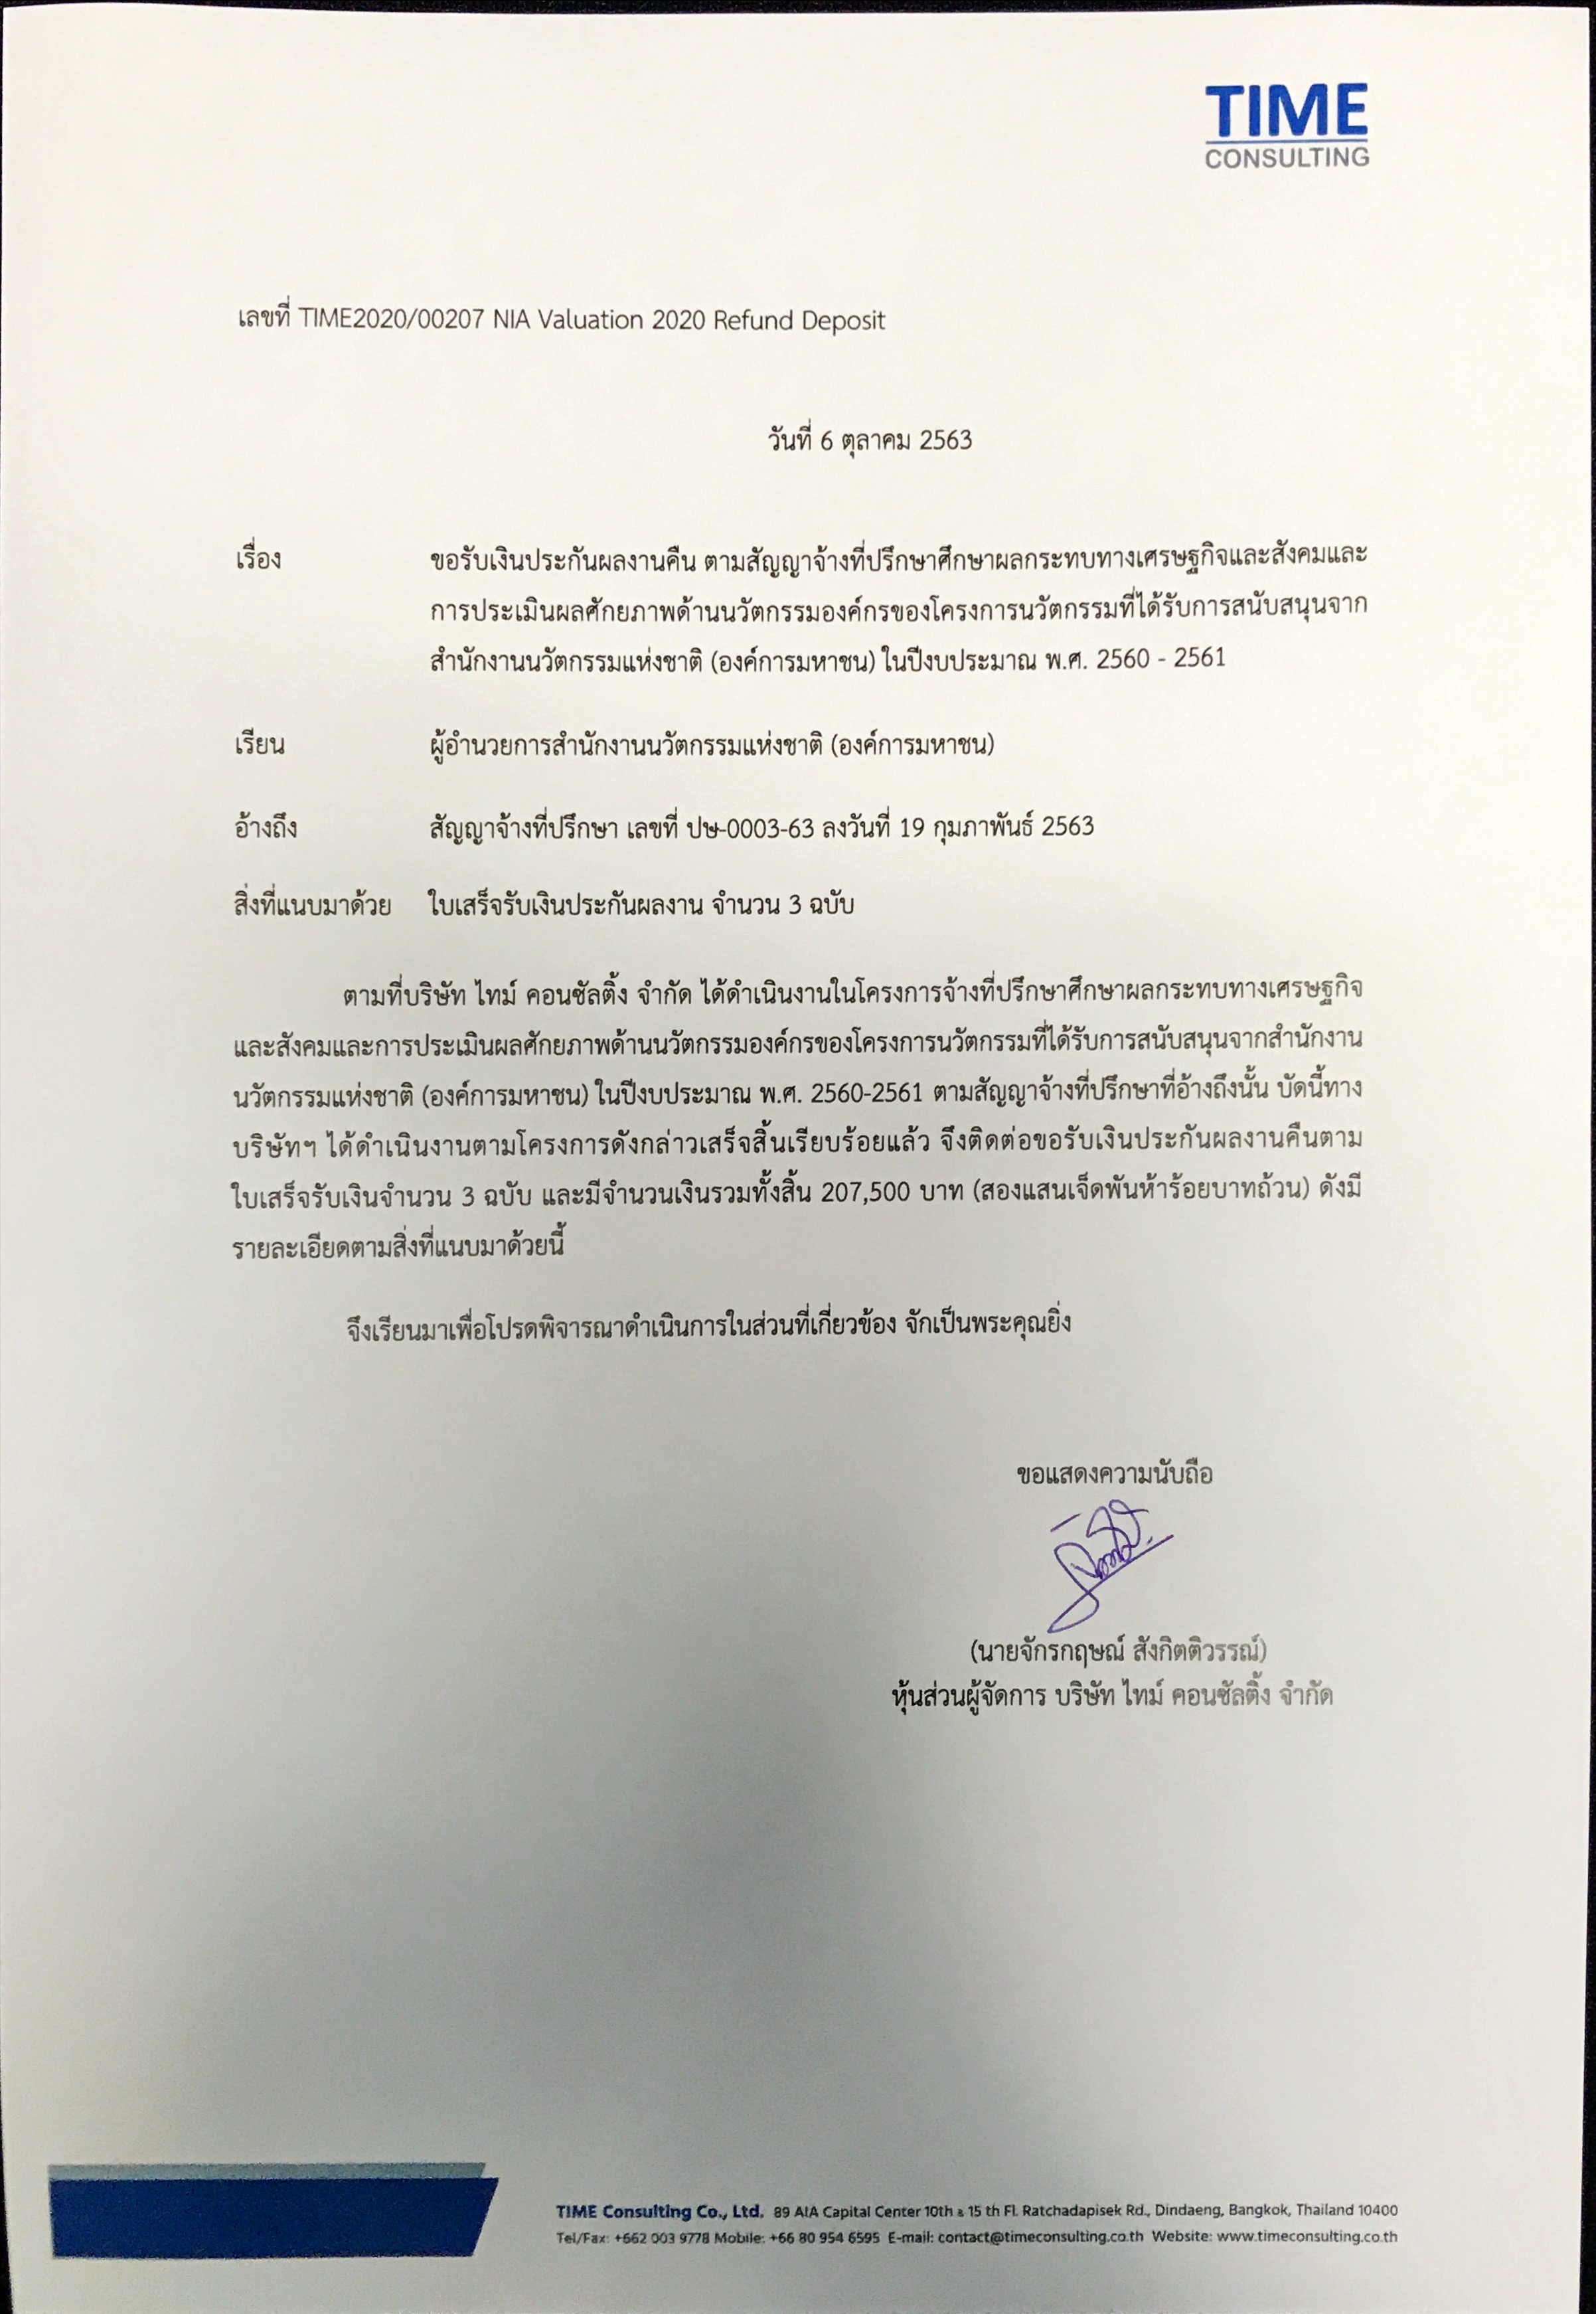 TIME
CONSULTING
เลขที่ TIME2020/00207 NIA Valuation 2020 Refund Deposit
วันที่ 6 ตุลาคม 2563
เรื่อง ขอรับเงินประกันผลงานคืน ตามสัญญาจ้างที่ปรึกษาศึกษาผลกระทบทางเศรษฐกิจและสังคมและ
การประเมินผลศักยภาพด้านนวัตกรรมองค์กรของโครงการนวัตกรรมที่ได้รับการสนับสนุนจาก
สำนักงานนวัตกรรมแห่งชาติ (องค์การมหาชน) ในปีงบประมาณ พ.ศ. 2560 - 2561
เรียน ผู้อำนวยการสำนักงานนวัตกรรมแห่งชาติ (องค์การมหาชน)
อ้างถึง สัญญาจ้างที่ปรึกษา เลขที่ ปษ-0003-63 ลงวันที่ 19 กุมภาพันธ์ 2563
สิ่งที่แนบมาด้วย ใบเสร็จรับเงินประกันผลงาน จำนวน 3 ฉบับ
ตามที่บริษัท ไทม์ คอนซัลติ้ง จำกัด ได้ดำเนินงานในโครงการจ้างที่ปรึกษาศึกษาผลกระทบทางเศรษฐกิจ
และสังคมและการประเมินผลศักยภาพด้านนวัตกรรมองค์กรของโครงการนวัตกรรมที่ได้รับการสนับสนุนจากสำนักงาน
นวัตกรรมแห่งชาติ (องค์การมหาชน) ในปีงบประมาณ พ.ศ. 2560-2561 ตามสัญญาจ้างที่ปรึกษาที่อ้างถึงนั้น บัดนี้ทาง
บริษัทฯ ได้ดำเนินงานตามโครงการดังกล่าวเสร็จสิ้นเรียบร้อยแล้ว จึงติดต่อขอรับเงินประกันผลงานคืนตาม
ใบเสร็จรับเงินจำนวน 3 ฉบับ และมีจำนวนเงินรวมทั้งสิ้น 207,500 บาท (สองแสนเจ็ดพันห้าร้อยบาทถ้วน) ดังมี
รายละเอียดตามสิ่งที่แนบมาด้วยนี้
จึงเรียนมาเพื่อโปรดพิจารณาดำเนินการในส่วนที่เกี่ยวข้อง จักเป็นพระคุณยิ่ง
ขอแสดงความนับถือ
(นายจักรกฤษณ์ สังกิตติวรรณ์)
หุ้นส่วนผู้จัดการ บริษัท ไทม์ คอนซัลติ้ง จำกัด
TIME Consulting Co., Ltd. 89 AIA Capital Center 10th & 15 th Fl. Ratchadapisek Rd., Dindaeng, Bangkok, Thailand 10400
Tel/Fax: +662 003 9778 Mobile: +66 80 954 6595 E-mail: contact@timeconsulting.co.th Website: www.timeconsulting.co.th